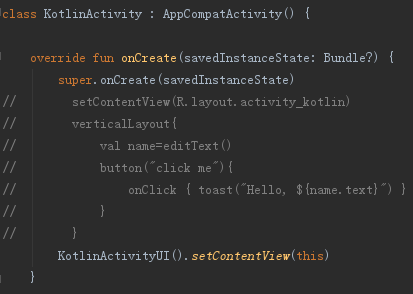 class KotlinActivity : AppCompatActivity() {
override fun onCreate(savedInstanceState: Bundle?) {
super.onCreate(savedInstanceState)
// setContentView(R.layout.activity_kotlin)
// verticalLayout{
// val name=editText()
// button("click me"){
// onClick { toast("Hello, ${name.text}") }
// }
// }
KotlinActivityUI().setContentView(this)
}